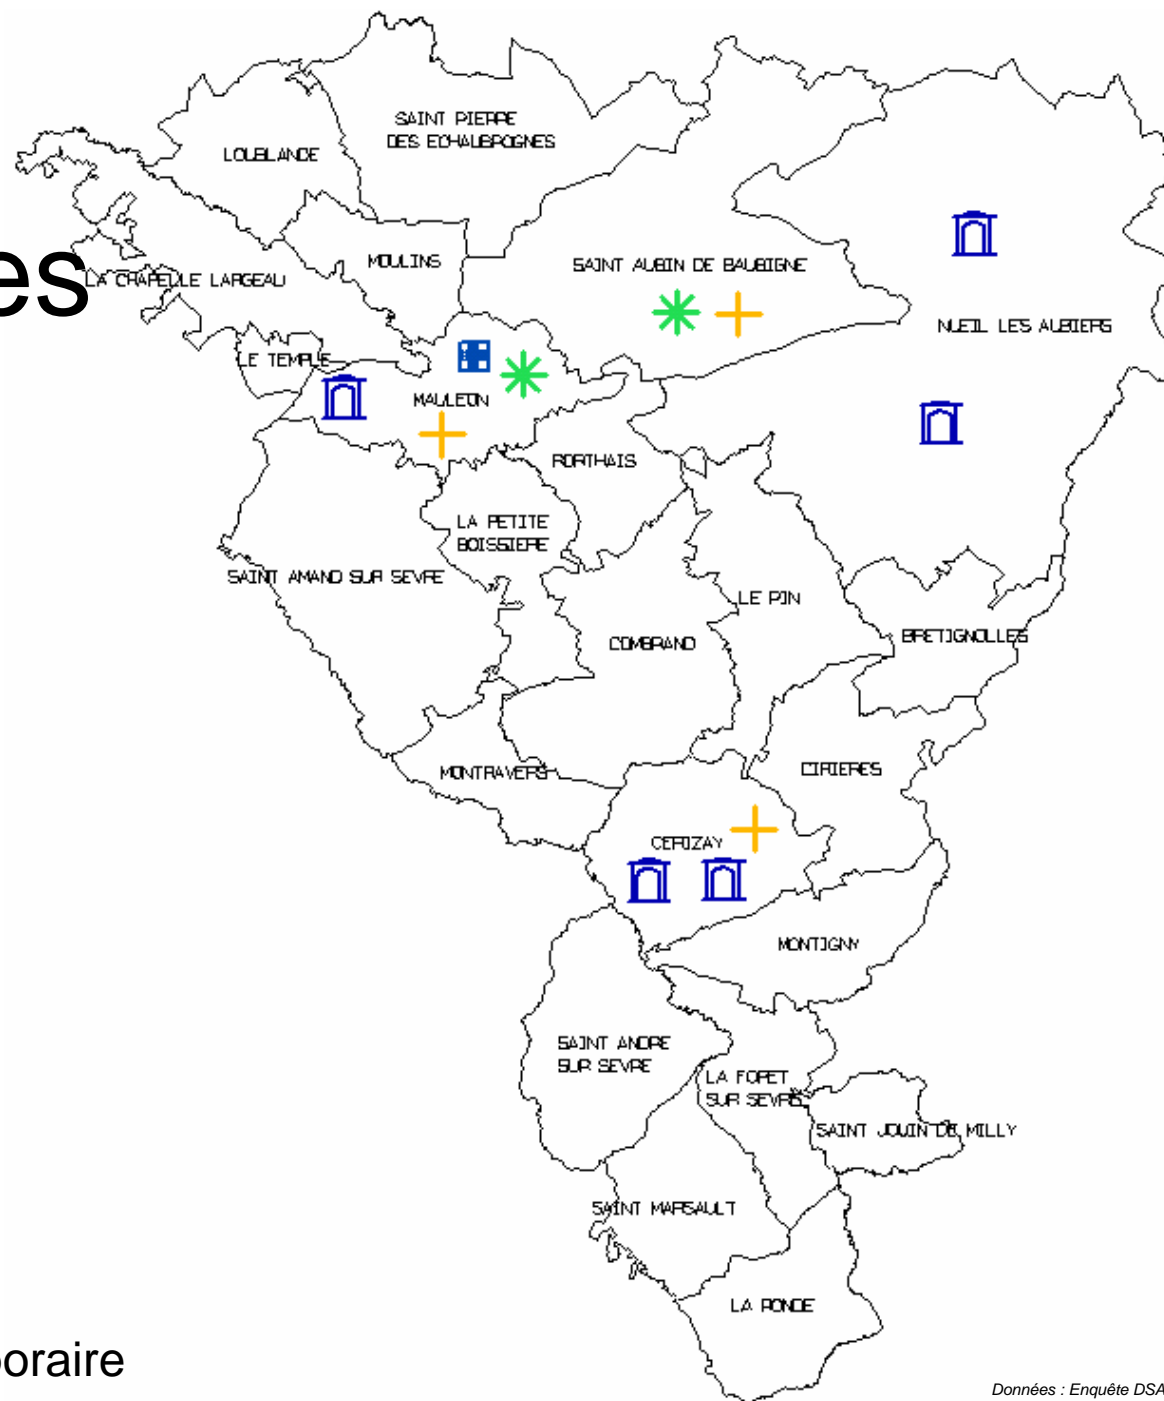 SAINT PIERRE
DES ECHAUBROGNES
LOUBLANDE
MOULINS
SAINT AUBIN DE BAUBIGNE
es
LA CHAPELLE LARGEAU
NUEIL LES AUBIERS
LE TEMPLE
MAULEON
RORTHAIS
LA PETITE
BOISSIERE
SAINT AMAND SUR SEVRE
LE PIN
COMBRAND
BRETIGNOLLES
MONTRAVERS
CIRIERES
CERIZAY
MONTIGNY
SAINT ANDRE
SUR SEVRE
LA FORET
SUR SEVRE
SAINT JOUIN DE MILLY
SAINT MARSAULT
LA RONDE
oraire
Données : Enquête DSA